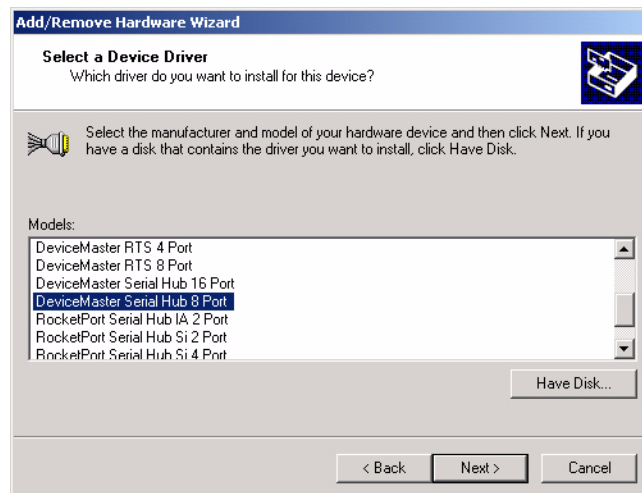 Add/Remove Hardware Wizard
Select a Device Driver
Which driver do you want to install for this device?
Select the manufacturer and model of your hardware device and then click Next. If you
have a disk that contains the driver you want to install, click Have Disk.
Models:
DeviceMaster RTS 4 Port
DeviceMaster RTS 8 Port
DeviceMaster Serial Hub 16 Port
DeviceMaster Serial Hub 8 Port
RocketPort Serial Hub IA 2 Port
RocketPort Serial Hub Si 2 Port
RocketPort Serial Hub Si 4 Port
Have Disk...
< Back
Next >
Cancel